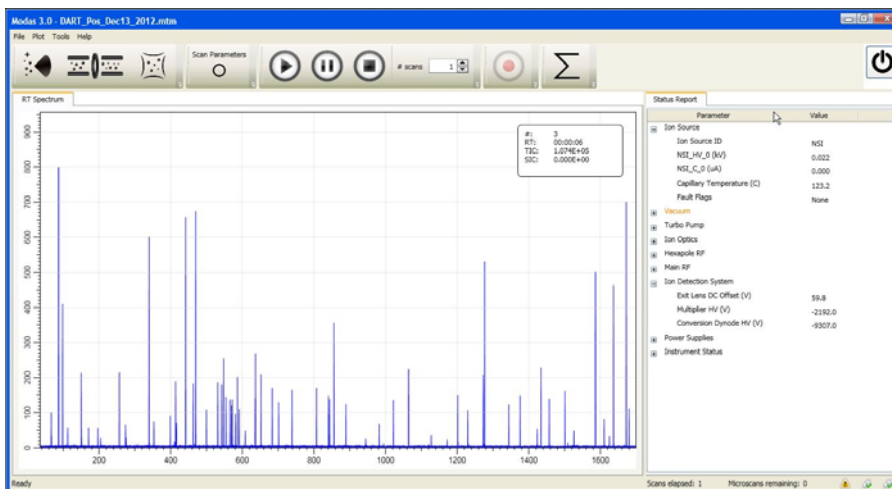 Modas 3.0 - DART_Pos_Dec13_2012.mtm
File Plot Tools Help
Scan Parameters
# scans 1
RT Spectrum
Status Report
#: 3
RT: 00:00:06
TIC: 1.074E+05
SIC: 0.000E+00
900
800
700
600
500
400
300
200
100
0
200 400 600 800 1000 1200 1400 1600
Parameter Value
Ion Source
Ion Source ID NSI
NSI_HV_0 (kV) 0.022
NSI_C_0 (uA) 0.000
Capillary Temperature (C) 123.2
Fault Flags None
Vacuum
Turbo Pump
Ion Optics
Hexapole RF
Main RF
Ion Detection System
Exit Lens DC Offset (V) 59.8
Multiplier HV (V) -2192.0
Conversion Dynode HV (V) -9307.0
Power Supplies
Instrument Status
Ready
Scans elapsed: 1 Microscans remaining: 0